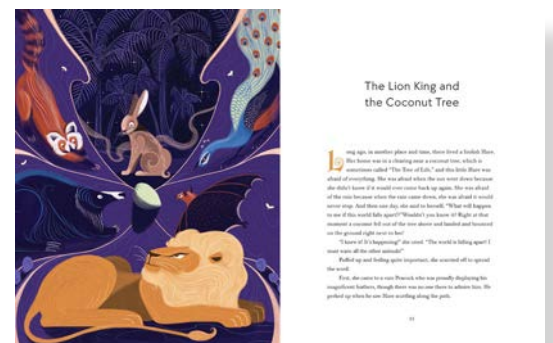 The Lion King and
the Coconut Tree
Long ago, in another place and time, there lived a foolish Hare.
Her home was in a clearing near a coconut tree, which is
sometimes called “The Tree of Life,” and this little Hare was
afraid of everything. She was afraid when the sun went down because
she didn't know if it would ever come back up again. She was afraid
of the rain because when the rain came down, she was afraid it would
never stop. And then one day, she said to herself, “What will happen
to me if this world falls apart?” Wouldn't you know it? Right at that
moment a coconut fell out of the tree above and landed and bounced
on the ground right next to her!
“I knew it! It's happening!” she cried. “The world is falling apart! I
must warn all the other animals!”
Puffed up and feeling quite important, she scurried off to spread
the word.
First, she came to a vain Peacock who was proudly displaying his
magnificent feathers, though there was no one there to admire him. He
perked up when he saw Hare scuttling along the path.